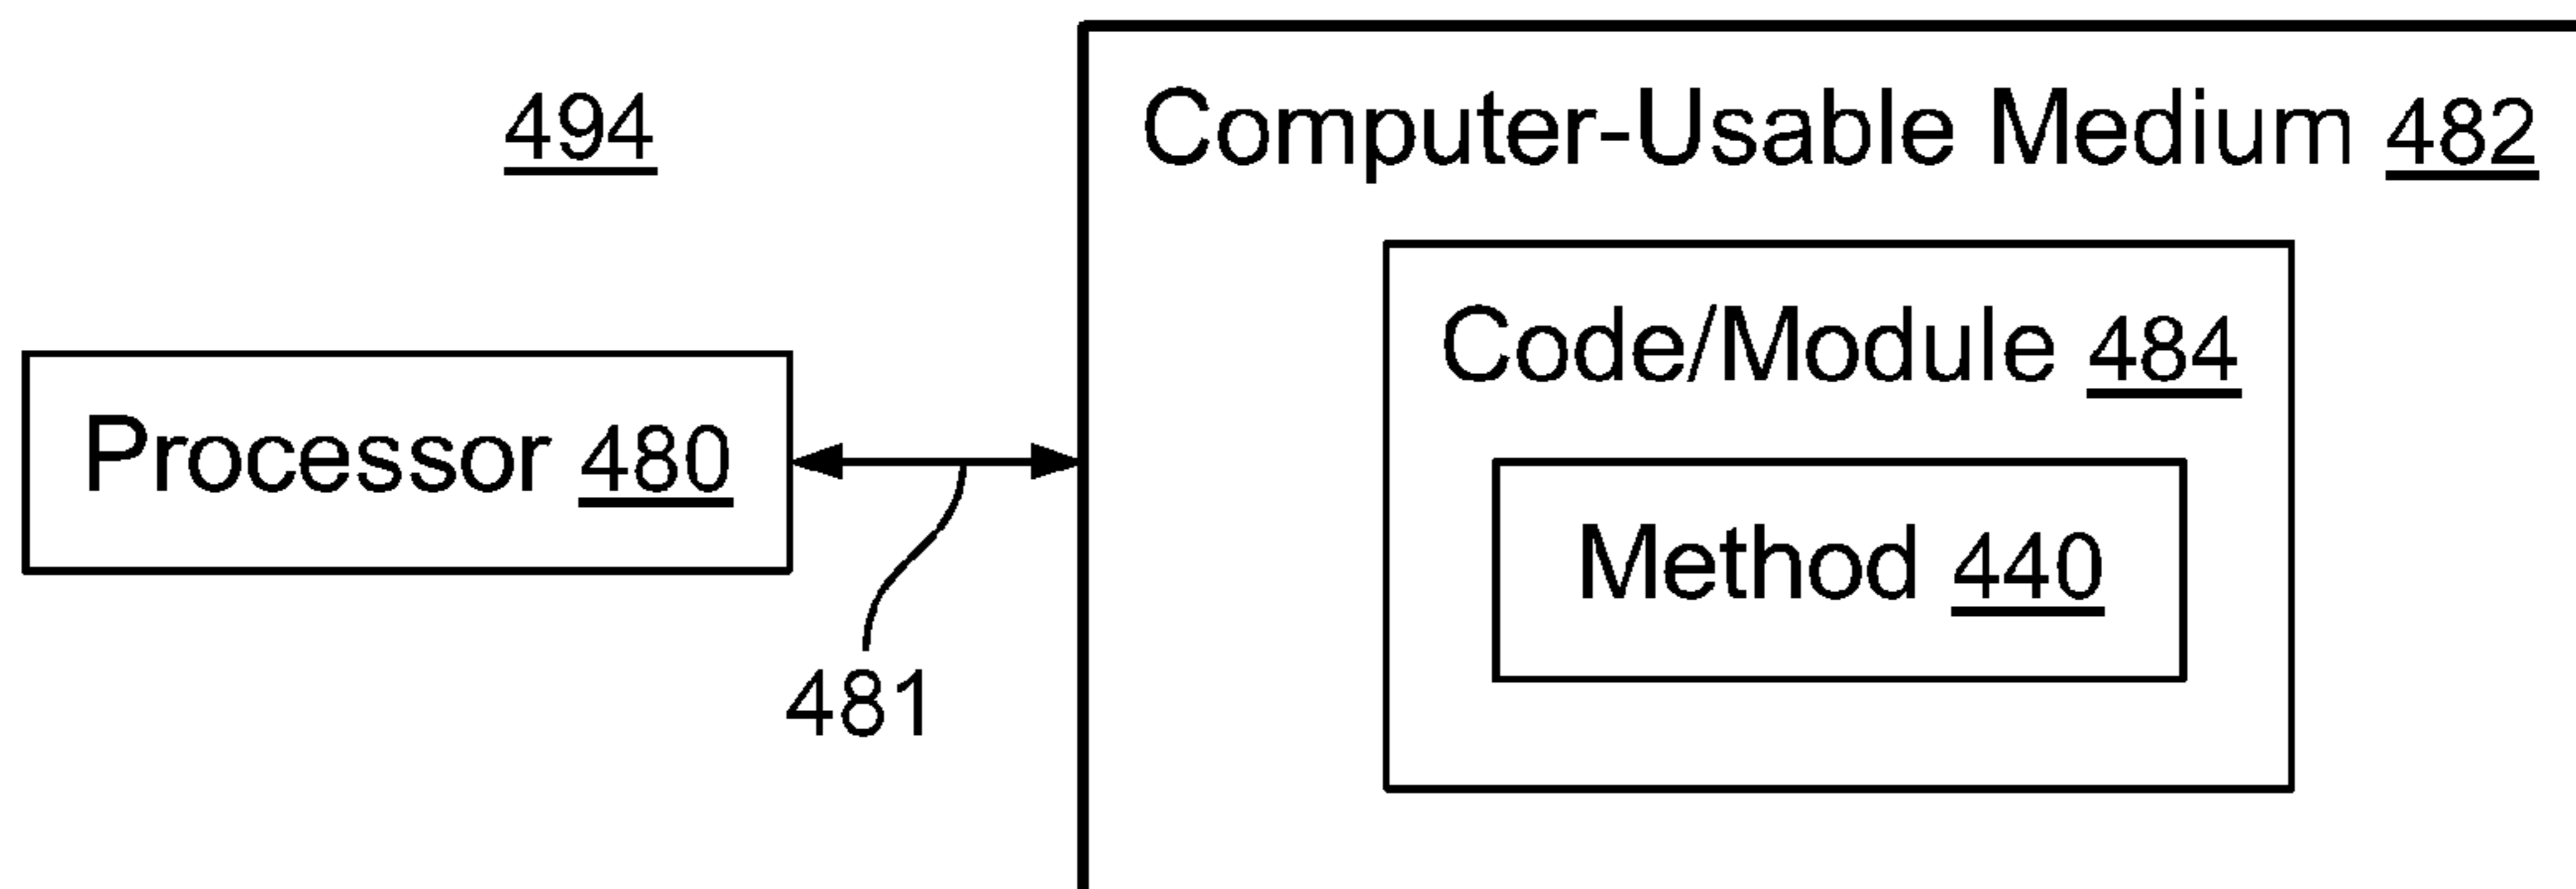 494
Computer-Usable Medium 482
Code/Module 484
Processor 480
Method 440
481